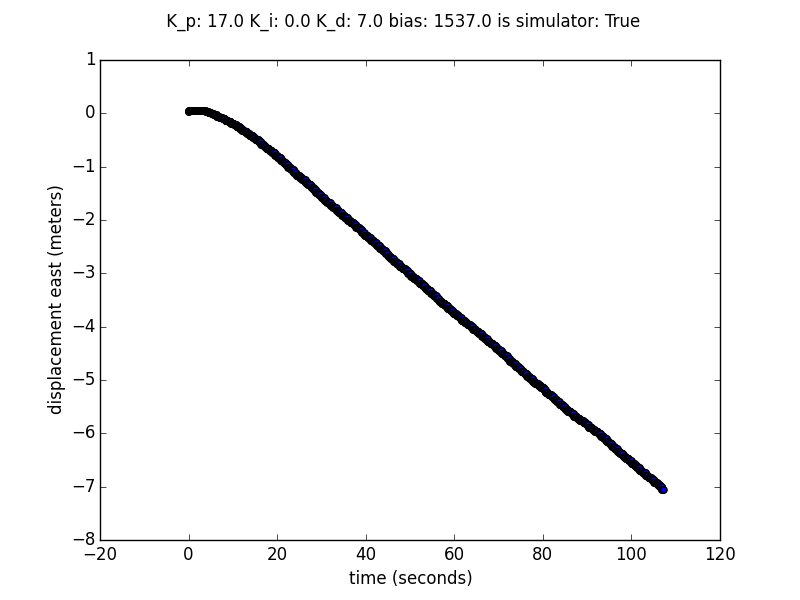 K_p: 17.0 K_i: 0.0 K_d: 7.0 bias: 1537.0 is simulator: True
1
0
−1
−2
−3
−4
−5
−6
−7
−8
displacement east (meters)
−20 0 20 40 60 80 100 120
time (seconds)